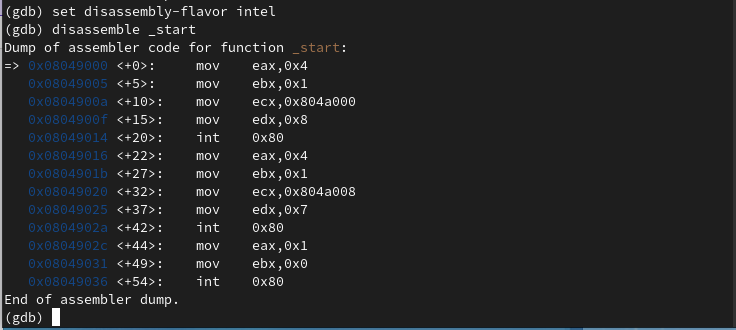 (gdb) set disassembly-flavor intel
(gdb) disassemble _start
Dump of assembler code for function _start:
=> 0x08049000 <+0>:     mov    eax,0x4
   0x08049005 <+5>:     mov    ebx,0x1
   0x0804900a <+10>:    mov    ecx,0x804a000
   0x0804900f <+15>:    mov    edx,0x8
   0x08049014 <+20>:    int    0x80
   0x08049016 <+22>:    mov    eax,0x4
   0x0804901b <+27>:    mov    ebx,0x1
   0x08049020 <+32>:    mov    ecx,0x804a008
   0x08049025 <+37>:    mov    edx,0x7
   0x0804902a <+42>:    int    0x80
   0x0804902c <+44>:    mov    eax,0x1
   0x08049031 <+49>:    mov    ebx,0x0
   0x08049036 <+54>:    int    0x80
End of assembler dump.
(gdb)